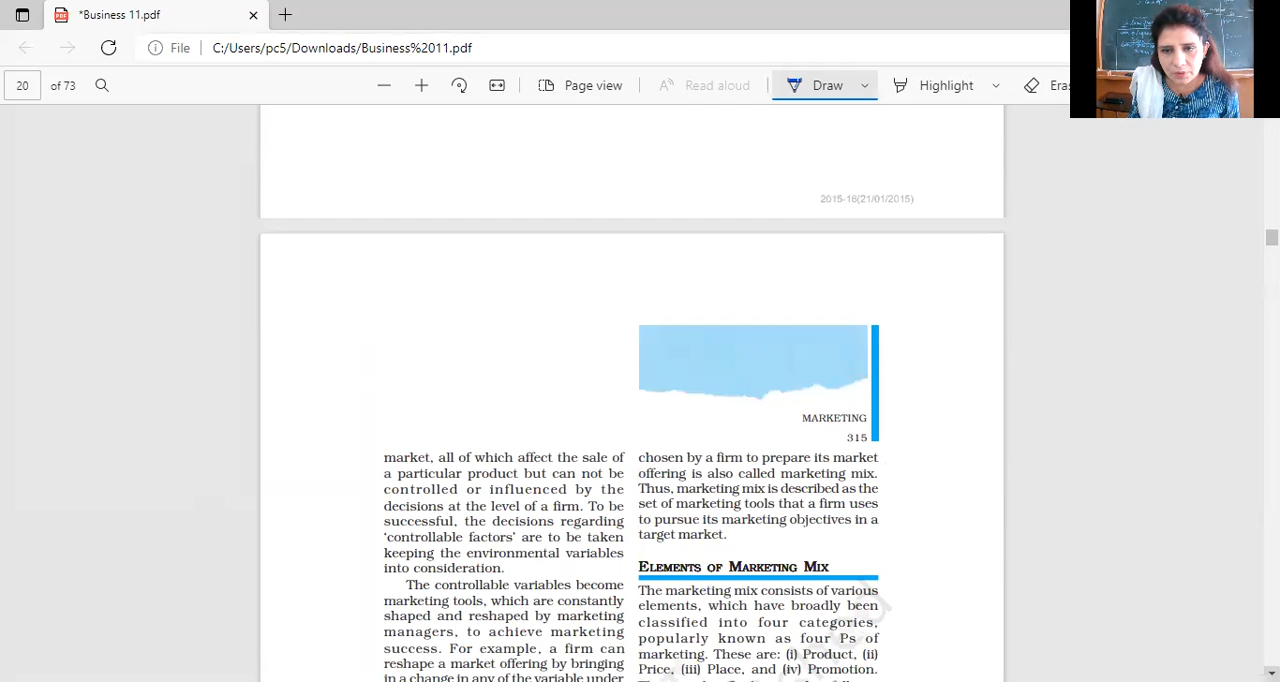 *Business 11.pdf
File
C:/Users/pc5/Downloads/Business%2011.pdf
20 of 73
Page view
Read aloud
Draw
Highlight
Eras
2015-16(21/01/2015)
MARKETING
315
market, all of which affect the sale of
a particular product but can not be
controlled or influenced by the
decisions at the level of a firm. To be
successful, the decisions regarding
‘controllable factors’ are to be taken
keeping the environmental variables
into consideration.
The controllable variables become
marketing tools, which are constantly
shaped and reshaped by marketing
managers, to achieve marketing
success. For example, a firm can
reshape a market offering by bringing
in a change in any of the variable under
chosen by a firm to prepare its market
offering is also called marketing mix.
Thus, marketing mix is described as the
set of marketing tools that a firm uses
to pursue its marketing objectives in a
target market.
ELEMENTS OF MARKETING MIX
The marketing mix consists of various
elements, which have broadly been
classified into four categories,
popularly known as four Ps of
marketing. These are: (i) Product, (ii)
Price, (iii) Place, and (iv) Promotion.